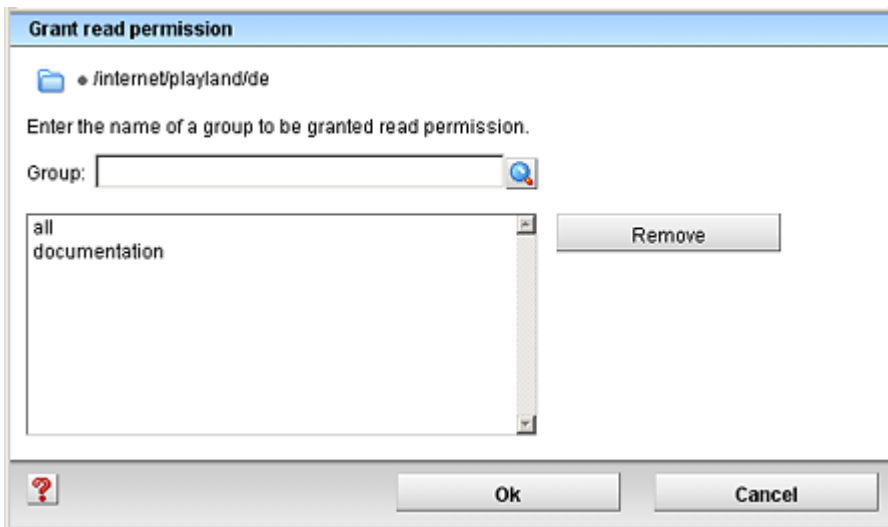 Grant read permission
/internet/playland/de
Enter the name of a group to be granted read permission.
Group:
all
documentation
Remove
?
Ok
Cancel